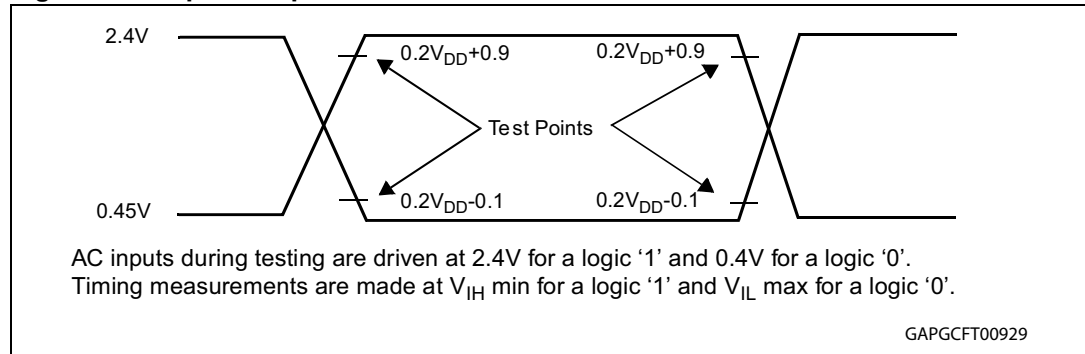 2.4V
0.2VDD+0.9 0.2VDD+0.9
Test Points
0.2VDD-0.1 0.2VDD-0.1
0.45V
AC inputs during testing are driven at 2.4V for a logic ‘1’ and 0.4V for a logic ‘0’.
Timing measurements are made at VIH min for a logic ‘1’ and VIL max for a logic ‘0’.
GAPGCFT00929